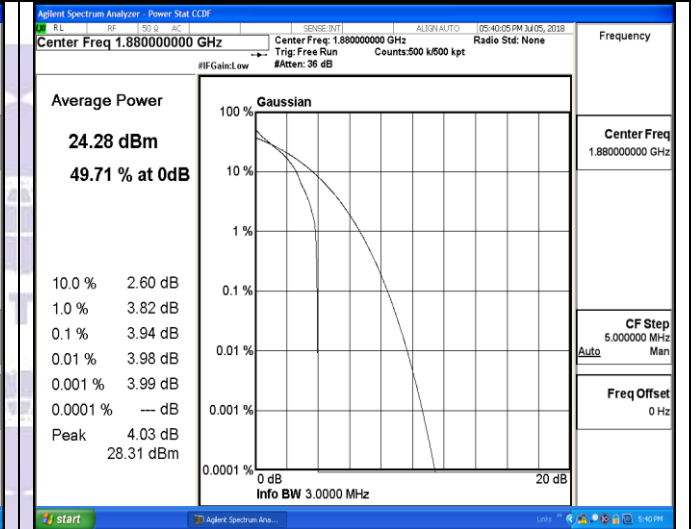 Agilent Spectrum Analyzer - Power Stat CCDF
RL RF 50 Ω AC SENSE:INT ALIGN AUTO 05:40:05 PM Jul 05, 2018
Center Freq 1.880000000 GHz
Center Freq: 1.880000000 GHz Radio Std: None
Trig: Free Run Counts:500 k/500 kpt
#IFGain:Low #Atten: 36 dB
Frequency
Average Power
24.28 dBm
49.71 % at 0dB
10.0 % 2.60 dB
1.0 % 3.82 dB
0.1 % 3.94 dB
0.01 % 3.98 dB
0.001 % 3.99 dB
0.0001 % --- dB
Peak 4.03 dB
28.31 dBm
100 % Gaussian
10 %
1 %
0.1 %
0.01 %
0.001 %
0.0001 %
0 dB 20 dB
Info BW 3.0000 MHz
Center Freq
1.880000000 GHz
CF Step
5.000000 MHz
Auto Man
Freq Offset
0 Hz
start Agilent Spectrum Ana... Links 5:40 PM